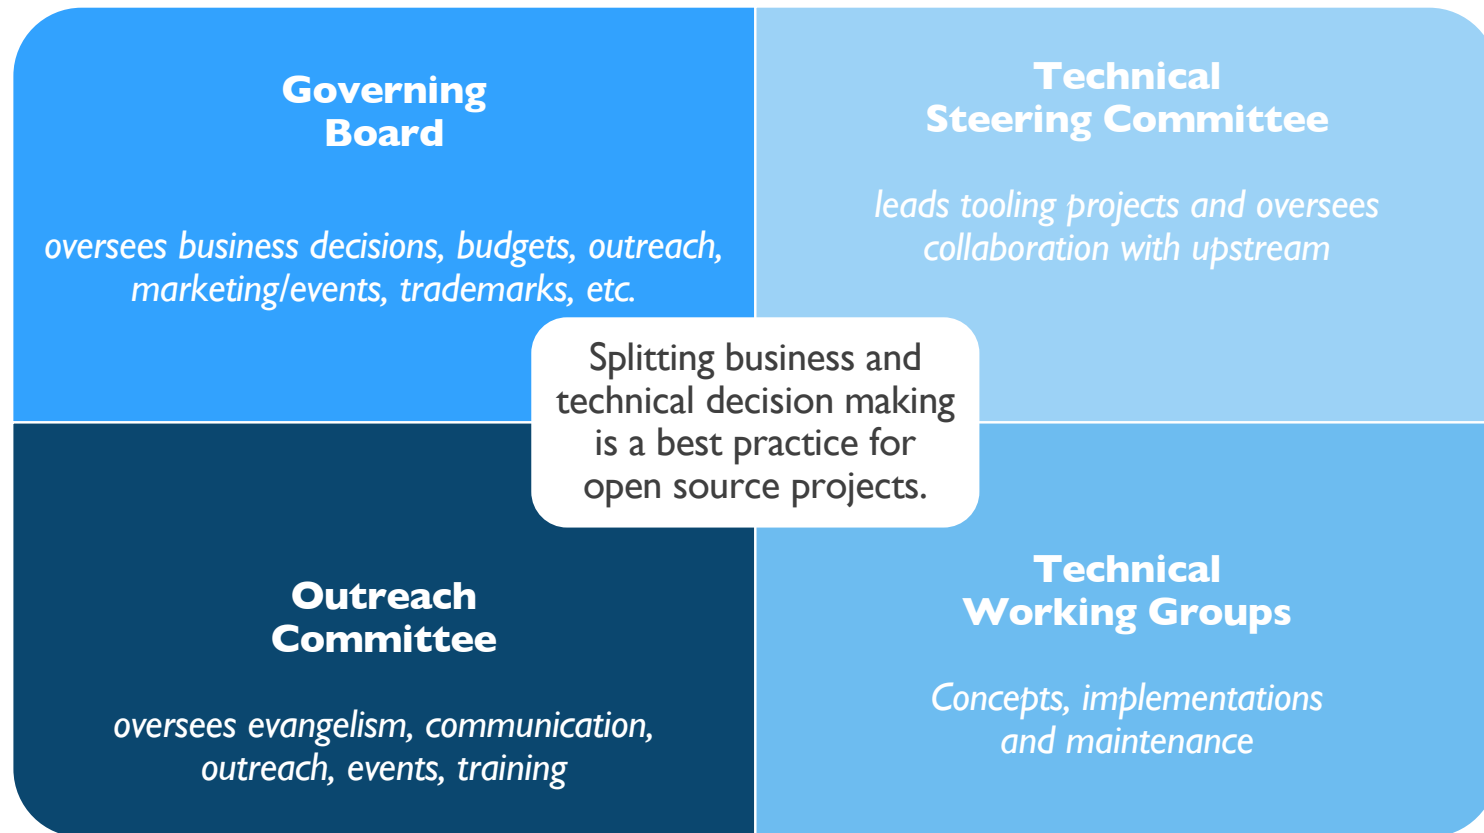 Governing
Board
oversees business decisions, budgets, outreach,
marketing/events, trademarks, etc.
Technical
Steering Committee
leads tooling projects and oversees
collaboration with upstream
Splitting business and
technical decision making
is a best practice for
open source projects.
Outreach
Committee
oversees evangelism, communication,
outreach, events, training
Technical
Working Groups
Concepts, implementations
and maintenance